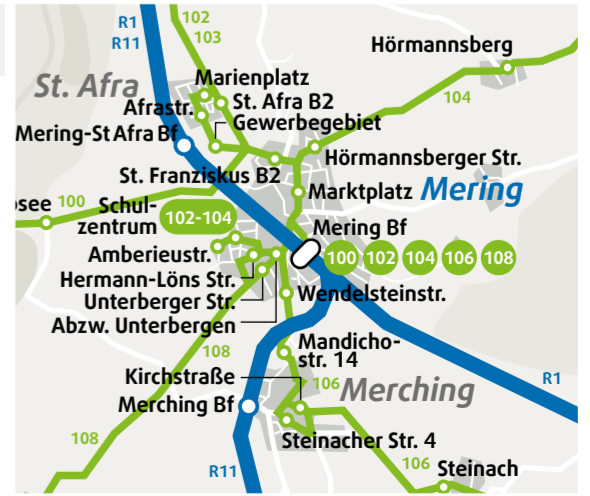 R1
R11
102
103
St. Afra
Marienplatz
St. Afra B2
Gewerbegebiet
Afrastr.
Mering-St Afra Bf
Hörmannsberg
104
St. Franziskus B2
Hörmannsberger Str.
Marktplatz
Mering
osee
100
Schul-
zentrum
102-104
Mering Bf
100
102
104
106
108
Amberieustr.
Hermann-Löns Str.
Unterberger Str.
Abzw. Unterbergen
Wendelsteinstr.
108
Mandicho-
str. 14
Kirchstraße
106
Merching
Merching Bf
R1
108
Steinacher Str. 4
R11
106
Steinach